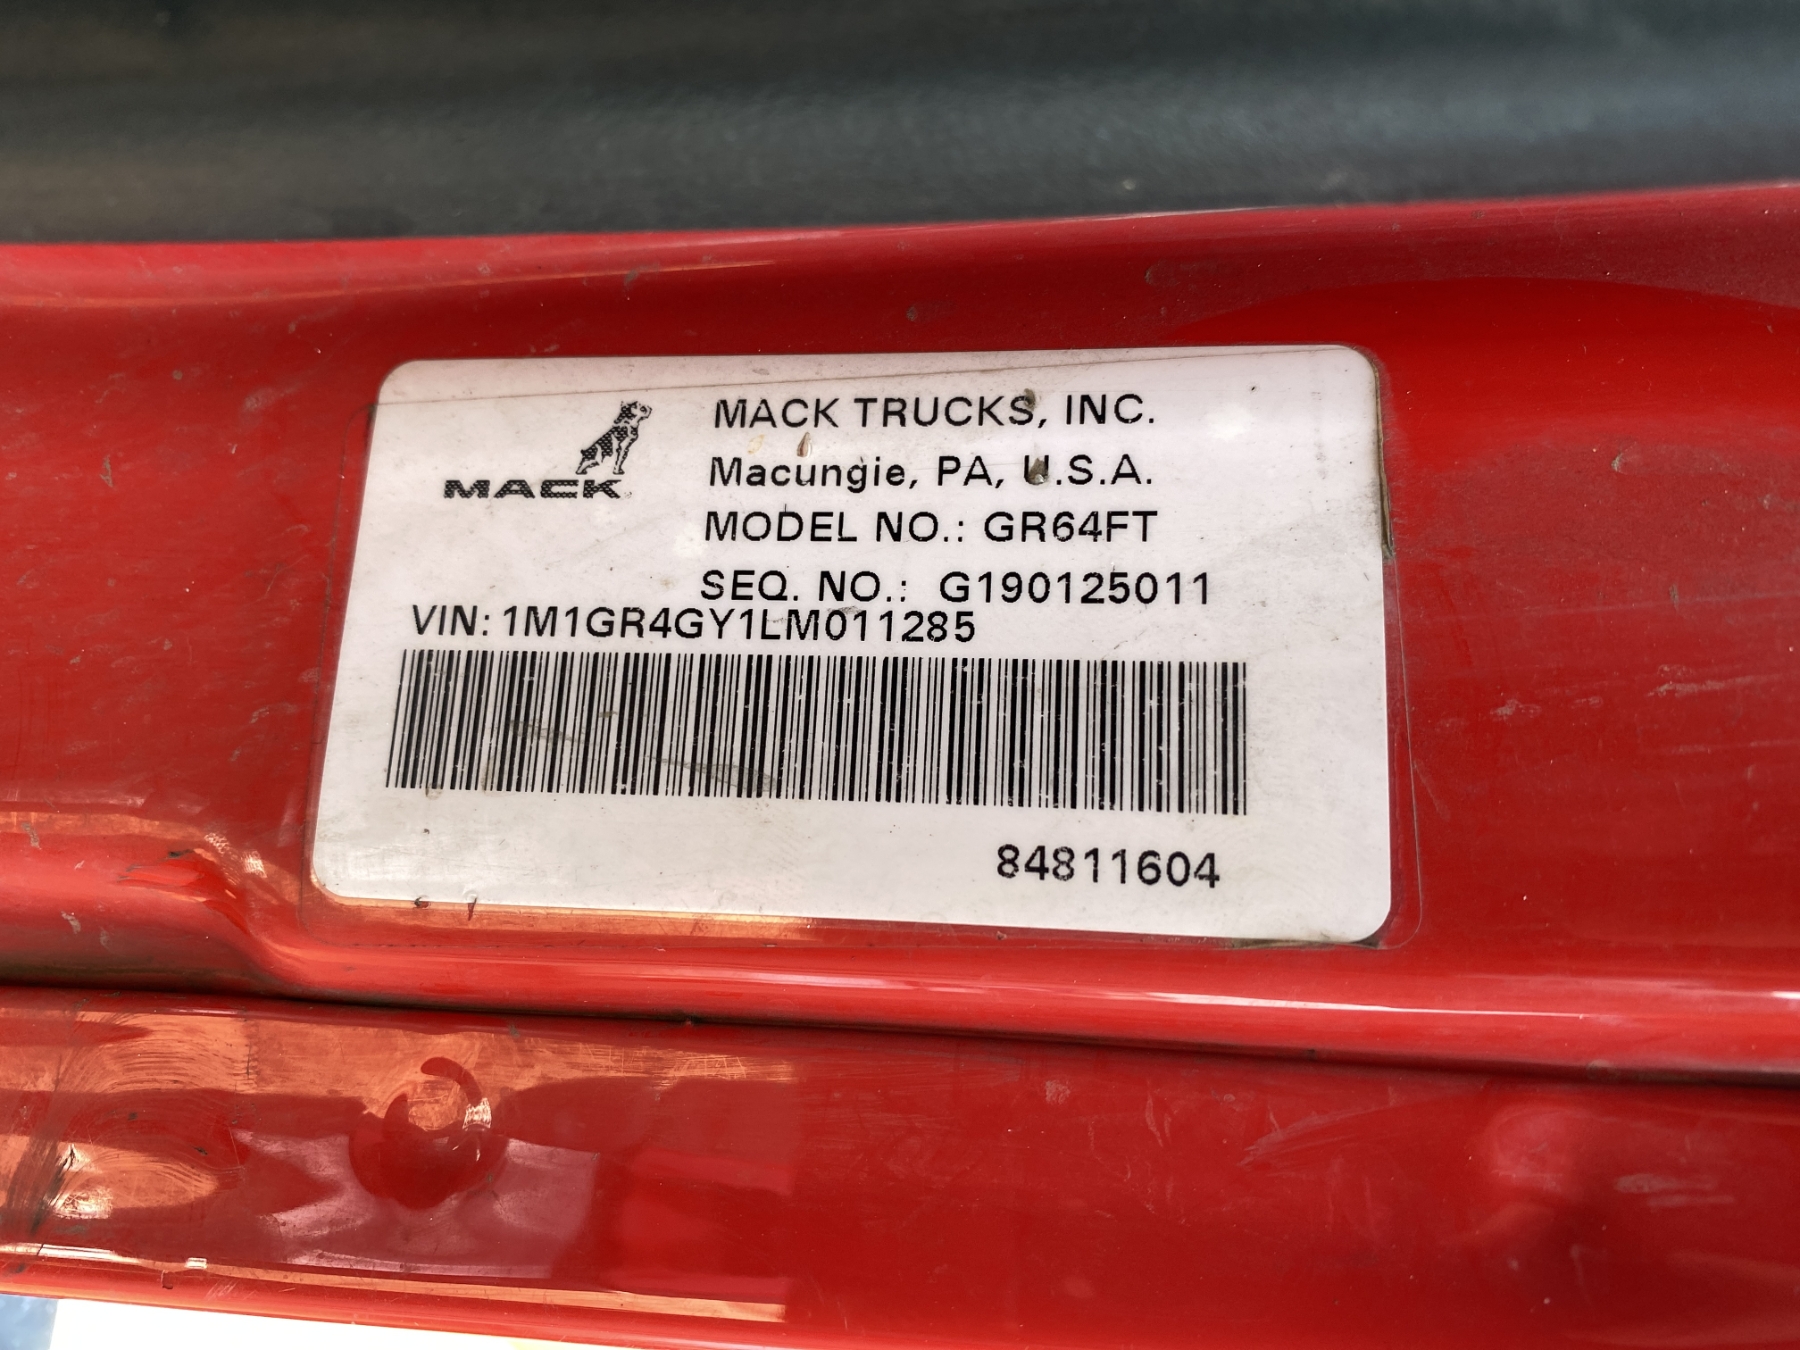 MACK
MACK TRUCKS, INC.
Macungie, PA, U.S.A.
MODEL NO.: GR64FT
SEQ. NO.: G190125011
VIN: 1M1GR4GY1LM011285
84811604